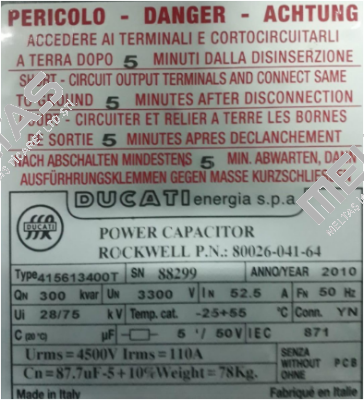 PERICOLO - DANGER - ACHTUNG
ACCEDERE AI TERMINALI E CORTOCIRCUITARLI
A TERRA DOPO 5 MINUTI DALLA DISINSERZIONE
SHUNT - CIRCUIT OUTPUT TERMINALS AND CONNECT SAME
TO GROUND 5 MINUTES AFTER DISCONNECTION
COURT - CIRCUITER ET RELIER A TERRE LES BORNES
DE SORTIE 5 MINUTES APRES DECLANCHEMENT
NACH ABSCHALTEN MINDESTENS 5 MIN. ABWARTEN, DANN
AUSFÜHRUNGSKLEMMEN GEGEN MASSE KURZSCHLIES
DUCATI energia s.p.a.
DUCATI
POWER CAPACITOR
ROCKWELL P.N.: 80026-041-64
Type 415613400T SN 88299 ANNO/YEAR 2010
QN 300 kvar UN 3300 V IN 52.5 A FN 50 Hz
Ui 28/75 kV Temp. cat. -25+55 °C Conn. YN
C (20°C) µF 5 '/ 50V IEC 871
Urms=4500V Irms=110A
Cn=87.7uF-5+10% Weight=78Kg.
SENZA
WITHOUT PCB
OHNE
Made in Italy Fabriqué en Italie